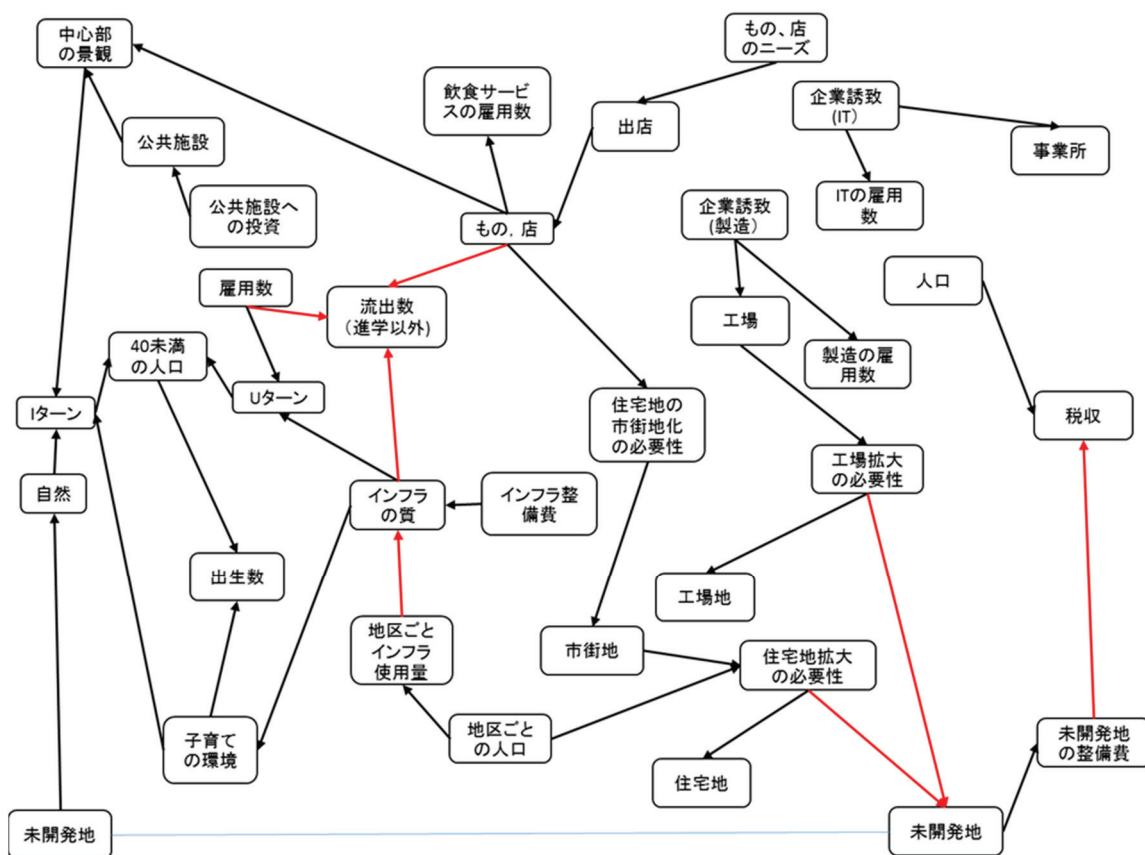 中心部
の景観
もの、店
のニーズ
飲食サービ
スの雇用数
企業誘致
(IT)
出店
公共施設
事業所
公共施設へ
の投資
ITの雇用
数
企業誘致
(製造)
もの, 店
人口
雇用数
流出数
(進学以外)
工場
40未満
の人口
製造の雇
用数
Iターン
Uターン
住宅地の
市街地化
の必要性
税収
工場拡大
の必要性
自然
インフラ
の質
インフラ整
備費
出生数
工場地
地区ごと
インフラ
使用量
市街地
住宅地拡大
の必要性
子育て
の環境
地区ごと
の人口
未開発地
の整備費
住宅地
未開発地
未開発地